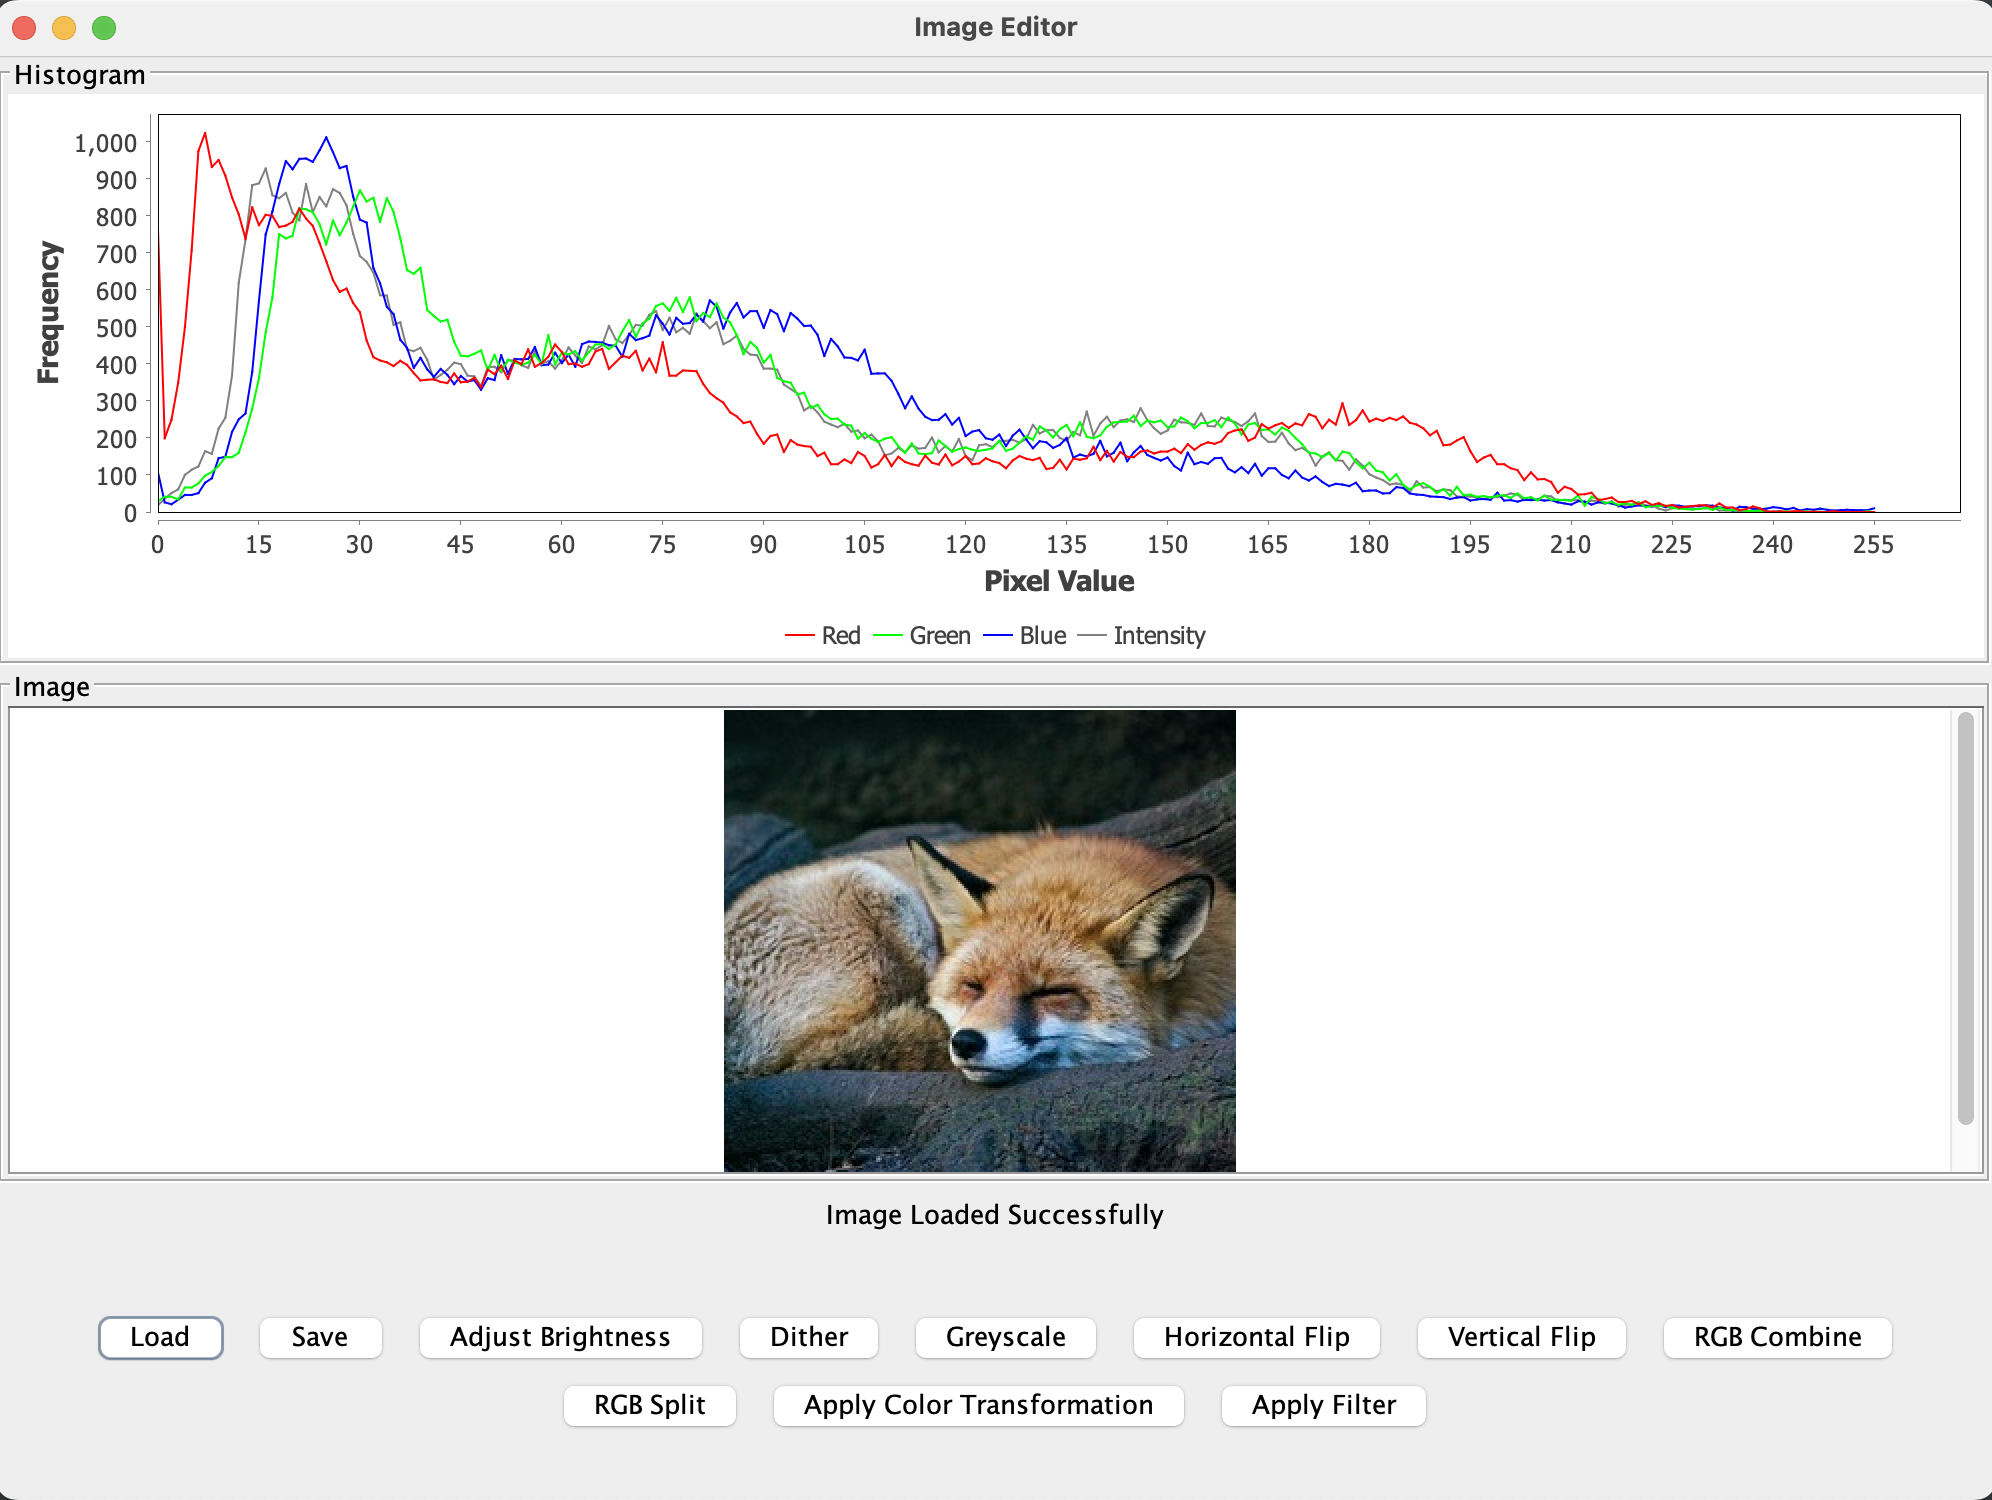 Image Editor
Histogram
1,000
900
800
700
600
500
400
300
200
100
0
Frequency
0 15 30 45 60 75 90 105 120 135 150 165 180 195 210 225 240 255
Pixel Value
Red Green Blue Intensity
Image
Image Loaded Successfully
Load Save Adjust Brightness Dither Greyscale Horizontal Flip Vertical Flip RGB Combine
RGB Split Apply Color Transformation Apply Filter